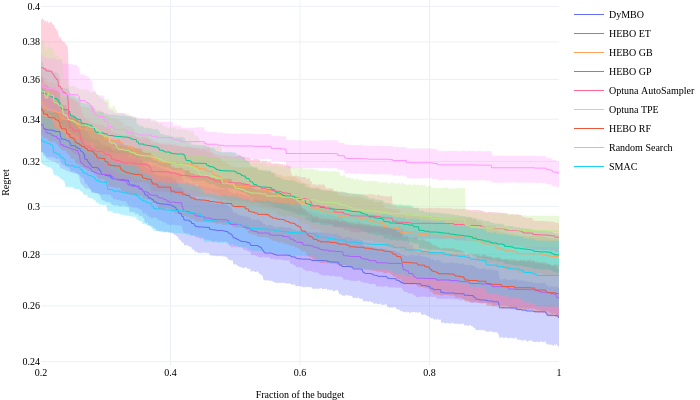 0.4
0.38
0.36
0.34
0.32
0.3
0.28
0.26
0.24
Regret
0.2
0.4
0.6
0.8
1
Fraction of the budget
DyMBO
HEBO ET
HEBO GB
HEBO GP
Optuna AutoSampler
Optuna TPE
HEBO RF
Random Search
SMAC